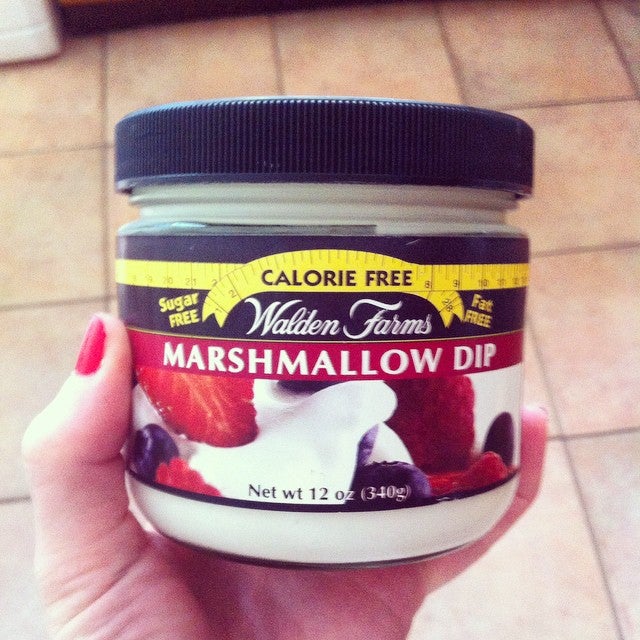 CALORIE FREE
Sugar FREE
Fat FREE
Walden Farms
MARSHMALLOW DIP
Net wt 12 oz (340g)